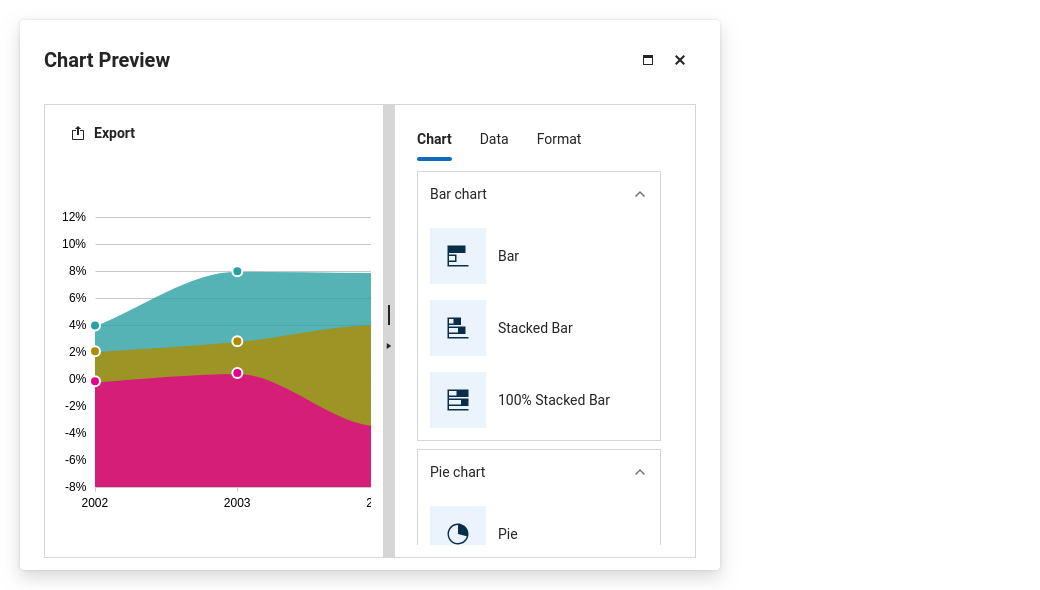 Chart Preview
Export
12%
10%
8%
6%
4%
2%
0%
-2%
-4%
-6%
-8%
2002 2003 2
Chart Data Format
Bar chart
Bar
Stacked Bar
100% Stacked Bar
Pie chart
Pie